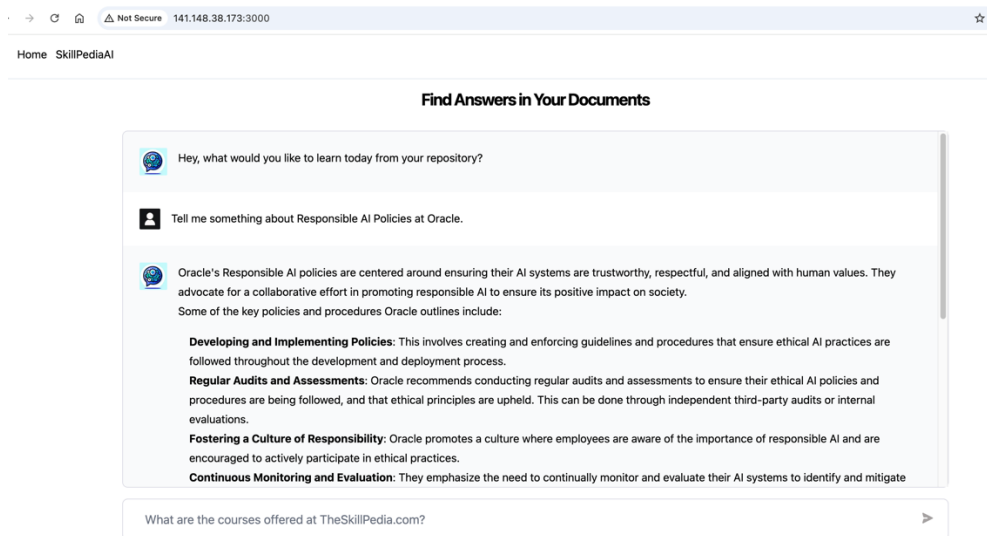 Not Secure 141.148.38.173:3000
Home SkillPediaAI
Find Answers in Your Documents
Hey, what would you like to learn today from your repository?
Tell me something about Responsible AI Policies at Oracle.
Oracle's Responsible AI policies are centered around ensuring their AI systems are trustworthy, respectful, and aligned with human values. They
advocate for a collaborative effort in promoting responsible AI to ensure its positive impact on society.
Some of the key policies and procedures Oracle outlines include:
Developing and Implementing Policies: This involves creating and enforcing guidelines and procedures that ensure ethical AI practices are
followed throughout the development and deployment process.
Regular Audits and Assessments: Oracle recommends conducting regular audits and assessments to ensure their ethical AI policies and
procedures are being followed, and that ethical principles are upheld. This can be done through independent third-party audits or internal
evaluations.
Fostering a Culture of Responsibility: Oracle promotes a culture where employees are aware of the importance of responsible AI and are
encouraged to actively participate in ethical practices.
Continuous Monitoring and Evaluation: They emphasize the need to continually monitor and evaluate their AI systems to identify and mitigate
What are the courses offered at TheSkillPedia.com?